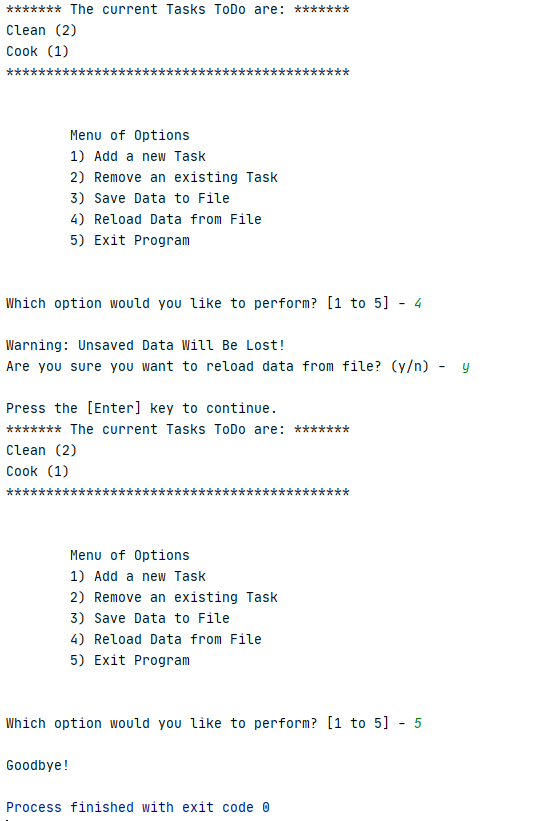 ******* The current Tasks ToDo are: *******
Clean (2)
Cook (1)
*******************************************
Menu of Options
1) Add a new Task
2) Remove an existing Task
3) Save Data to File
4) Reload Data from File
5) Exit Program
Which option would you like to perform? [1 to 5] - 4
Warning: Unsaved Data Will Be Lost!
Are you sure you want to reload data from file? (y/n) -  y
Press the [Enter] key to continue.
******* The current Tasks ToDo are: *******
Clean (2)
Cook (1)
*******************************************
Menu of Options
1) Add a new Task
2) Remove an existing Task
3) Save Data to File
4) Reload Data from File
5) Exit Program
Which option would you like to perform? [1 to 5] - 5
Goodbye!
Process finished with exit code 0